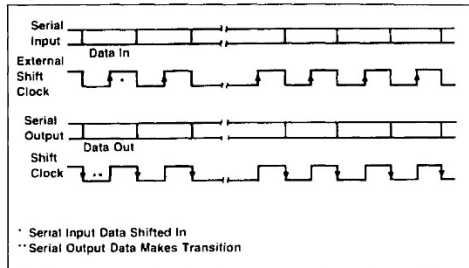 Serial
Input
Data In
External
Shift
Clock
*
Serial
Output
Data Out
Shift
Clock
**
* Serial Input Data Shifted In
** Serial Output Data Makes Transition